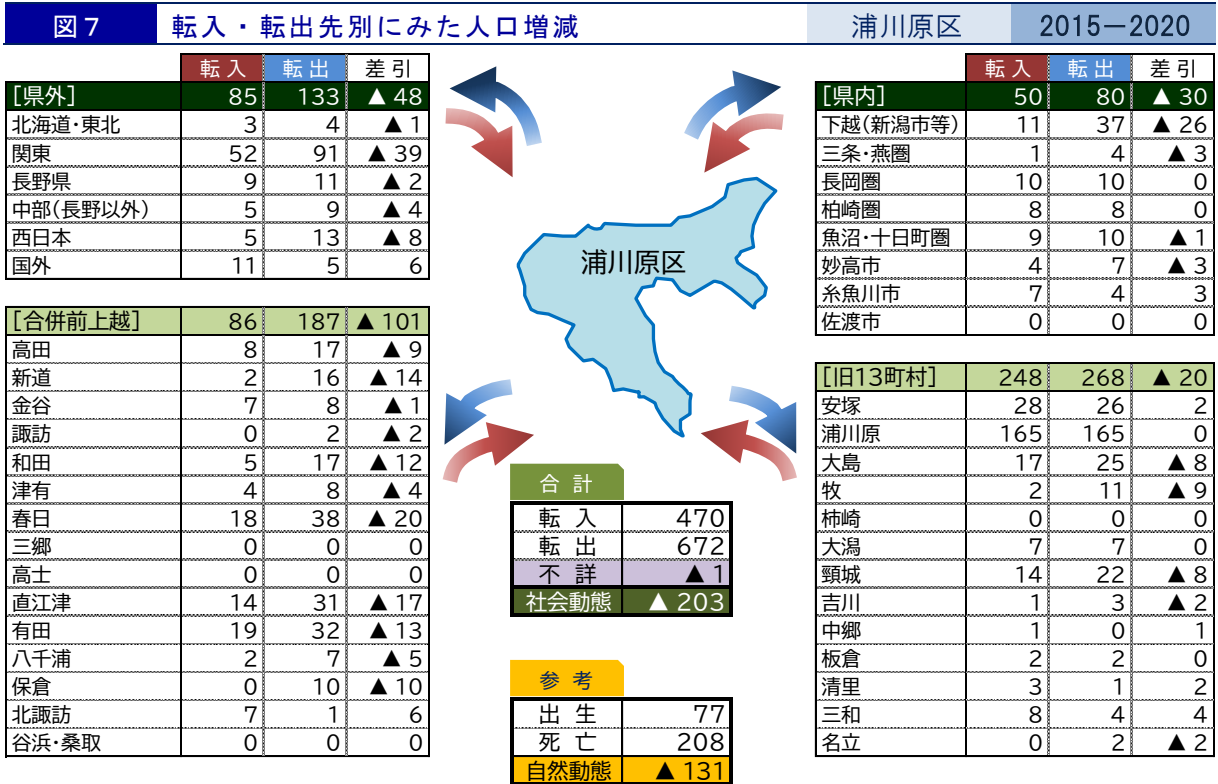 図7 転入・転出先別にみた人口増減 浦川原区 2015－2020
転入 転出 差引
[県外] 85 133 ▲ 48
北海道・東北 3 4 ▲ 1
関東 52 91 ▲ 39
長野県 9 11 ▲ 2
中部(長野以外) 5 9 ▲ 4
西日本 5 13 ▲ 8
国外 11 5 6
[合併前上越] 86 187 ▲ 101
高田 8 17 ▲ 9
新道 2 16 ▲ 14
金谷 7 8 ▲ 1
諏訪 0 2 ▲ 2
和田 5 17 ▲ 12
津有 4 8 ▲ 4
春日 18 38 ▲ 20
三郷 0 0 0
高士 0 0 0
直江津 14 31 ▲ 17
有田 19 32 ▲ 13
八千浦 2 7 ▲ 5
保倉 0 10 ▲ 10
北諏訪 7 1 6
谷浜・桑取 0 0 0
浦川原区
合計
転入 470
転出 672
不詳 ▲ 1
社会動態 ▲ 203
参考
出生 77
死亡 208
自然動態 ▲ 131
転入 転出 差引
[県内] 50 80 ▲ 30
下越(新潟市等) 11 37 ▲ 26
三条・燕圏 1 4 ▲ 3
長岡圏 10 10 0
柏崎圏 8 8 0
魚沼・十日町圏 9 10 ▲ 1
妙高市 4 7 ▲ 3
糸魚川市 7 4 3
佐渡市 0 0 0
[旧13町村] 248 268 ▲ 20
安塚 28 26 2
浦川原 165 165 0
大島 17 25 ▲ 8
牧 2 11 ▲ 9
柿崎 0 0 0
大潟 7 7 0
頸城 14 22 ▲ 8
吉川 1 3 ▲ 2
中郷 1 0 1
板倉 2 2 0
清里 3 1 2
三和 8 4 4
名立 0 2 ▲ 2